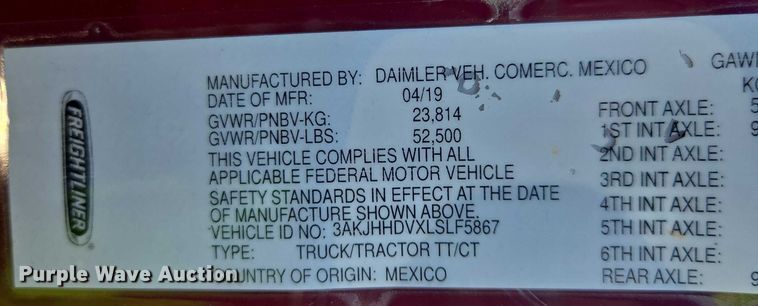 FREIGHTLINER
MANUFACTURED BY: DAIMLER VEH. COMERC. MEXICO
DATE OF MFR: 04/19
GVWR/PNBV-KG: 23,814
GVWR/PNBV-LBS: 52,500
THIS VEHICLE COMPLIES WITH ALL
APPLICABLE FEDERAL MOTOR VEHICLE
SAFETY STANDARDS IN EFFECT AT THE DATE
OF MANUFACTURE SHOWN ABOVE.
VEHICLE ID NO: 3AKJHHDVXLSLF5867
TYPE: TRUCK/TRACTOR TT/CT
COUNTRY OF ORIGIN: MEXICO
FRONT AXLE: 5
1ST INT AXLE: 9
2ND INT AXLE:
3RD INT AXLE:
4TH INT AXLE:
5TH INT AXLE:
6TH INT AXLE:
REAR AXLE: 9
Purple Wave Auction